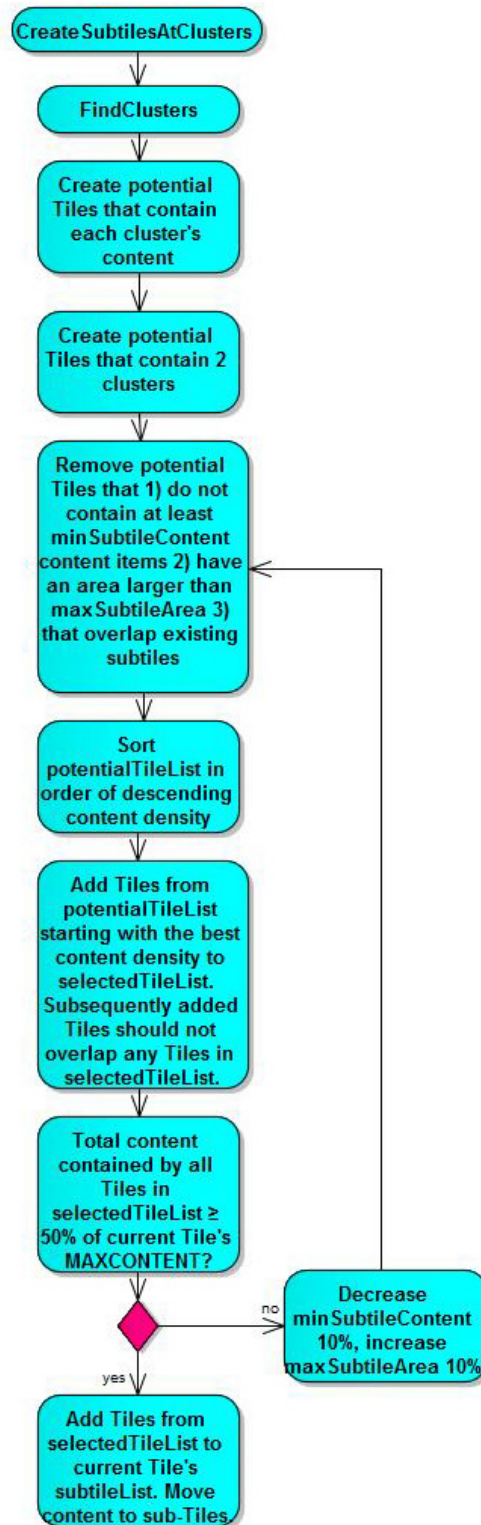 CreateSubtilesAtClusters
FindClusters
Create potential
Tiles that contain
each cluster's
content
Create potential
Tiles that contain 2
clusters
Remove potential
Tiles that 1) do not
contain at least
minSubtileContent
content items 2) have
an area larger than
maxSubtileArea 3)
that overlap existing
subtiles
Sort
potentialTileList in
order of descending
content density
Add Tiles from
potentialTileList
starting with the best
content density to
selectedTileList.
Subsequently added
Tiles should not
overlap any Tiles in
selectedTileList.
Total content
contained by all
Tiles in
selectedTileList ≥
50% of current Tile's
MAXCONTENT?
no
Decrease
minSubtileContent
10%, increase
maxSubtileArea 10%
yes
Add Tiles from
selectedTileList to
current Tile's
subtileList. Move
content to sub-Tiles.